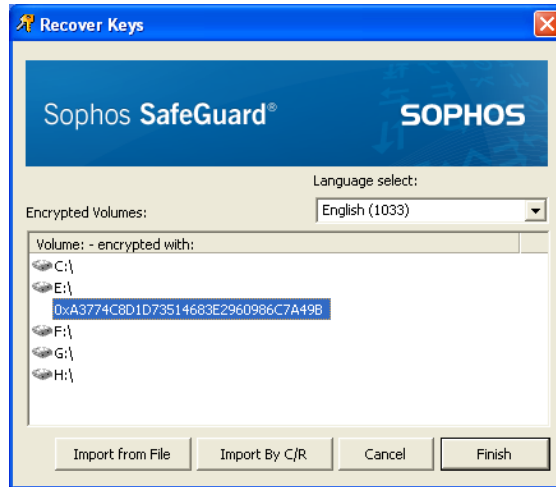 Recover Keys
Sophos SafeGuard®
SOPHOS
Language select:
Encrypted Volumes:
English (1033)
Volume: - encrypted with:
C:\
E:\
0xA3774C8D1D73514683E2960986C7A49B
F:\
G:\
H:\
Import from File
Import By C/R
Cancel
Finish